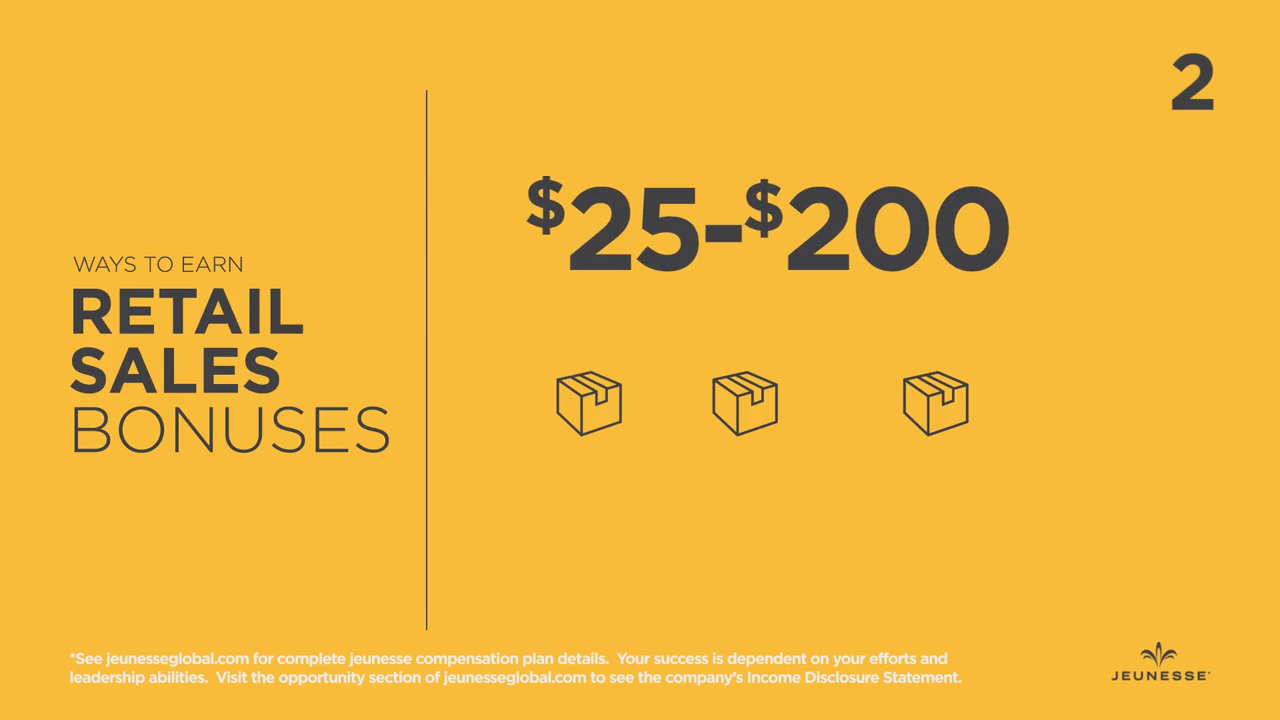 2
$25-$200
WAYS TO EARN
RETAIL
SALES
BONUSES
*See jeunesseglobal.com for complete jeunesse compensation plan details.  Your success is dependent on your efforts and
leadership abilities.  Visit the opportunity section of jeunesseglobal.com to see the company's Income Disclosure Statement.
JEUNESSE